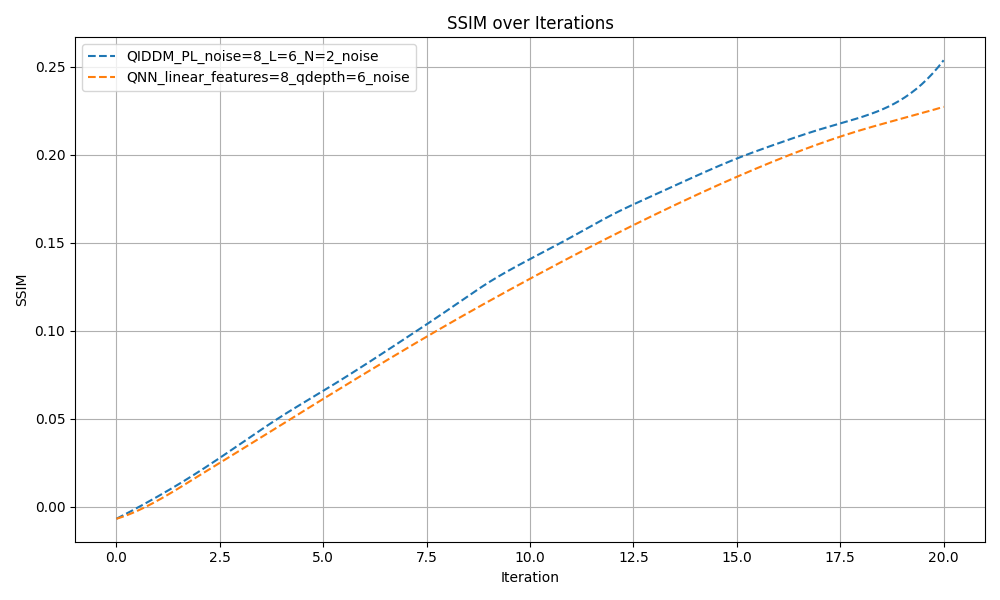 SSIM over Iterations
QIDDM_PL_noise=8_L=6_N=2_noise
QNN_linear_features=8_qdepth=6_noise
SSIM
0.25
0.20
0.15
0.10
0.05
0.00
0.0 2.5 5.0 7.5 10.0 12.5 15.0 17.5 20.0
Iteration